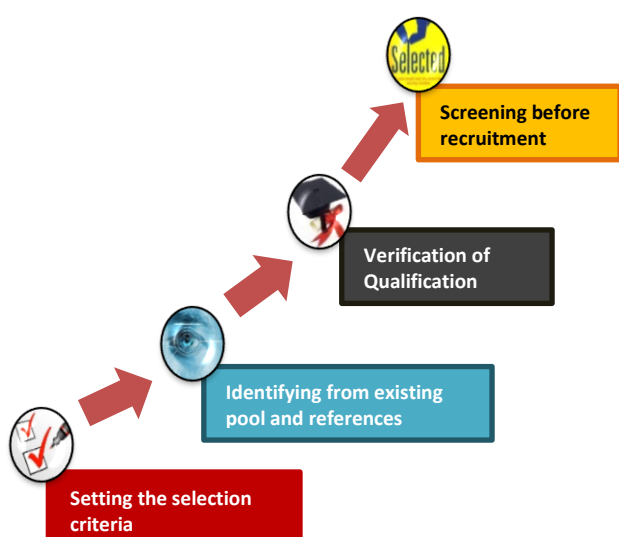 Selected
Screening before
recruitment
Verification of
Qualification
Identifying from existing
pool and references
Setting the selection
criteria